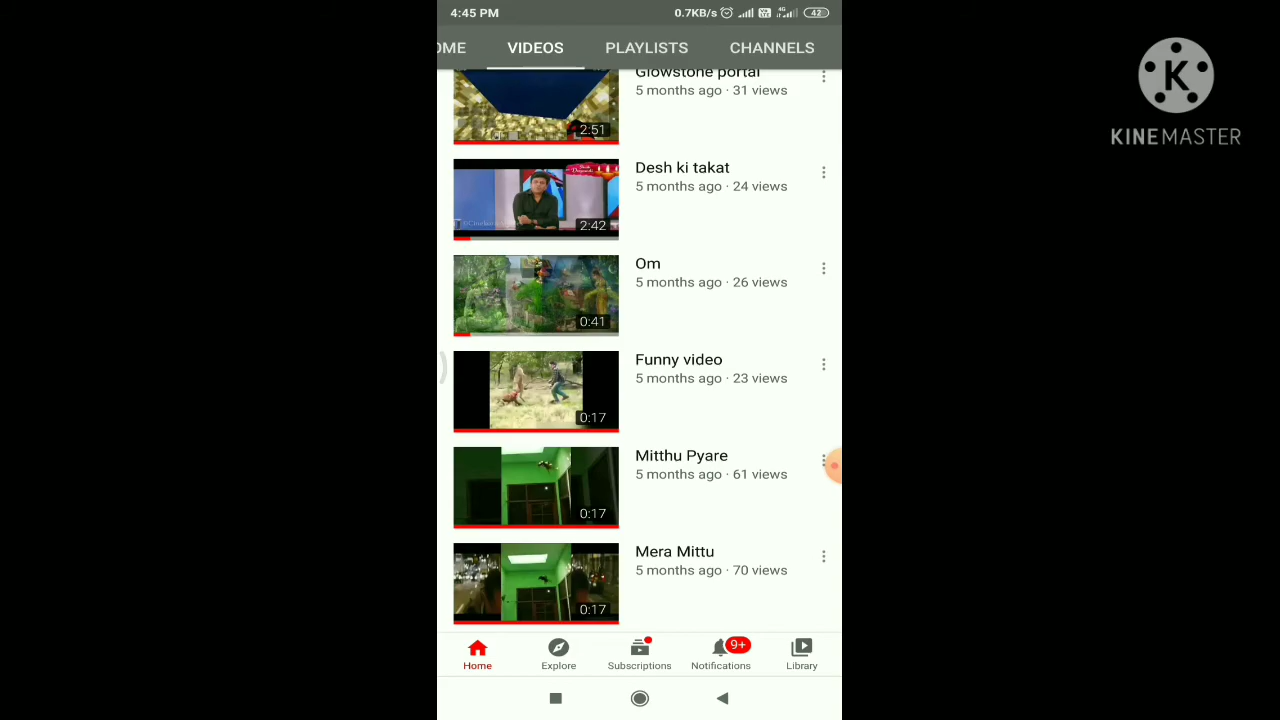 4:45 PM 0.7KB/s 4G 42
OME VIDEOS PLAYLISTS CHANNELS
Glowstone portal
5 months ago · 31 views
2:51
Desh ki takat
5 months ago · 24 views
2:42
Om
5 months ago · 26 views
0:41
Funny video
5 months ago · 23 views
0:17
Mitthu Pyare
5 months ago · 61 views
0:17
Mera Mittu
5 months ago · 70 views
0:17
9+
Home Explore Subscriptions Notifications Library
K
KINEMASTER